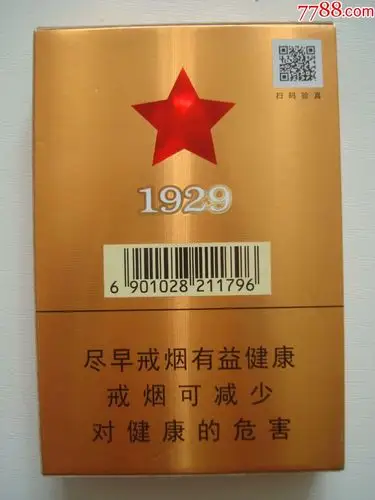 7788.com
扫码验真
1929
6 901028 211796
尽早戒烟有益健康
戒烟可减少
对健康的危害